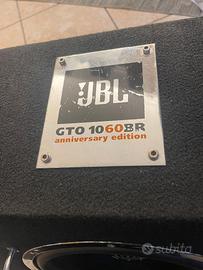 JBL
GTO 1060BR
anniversary edition
subito